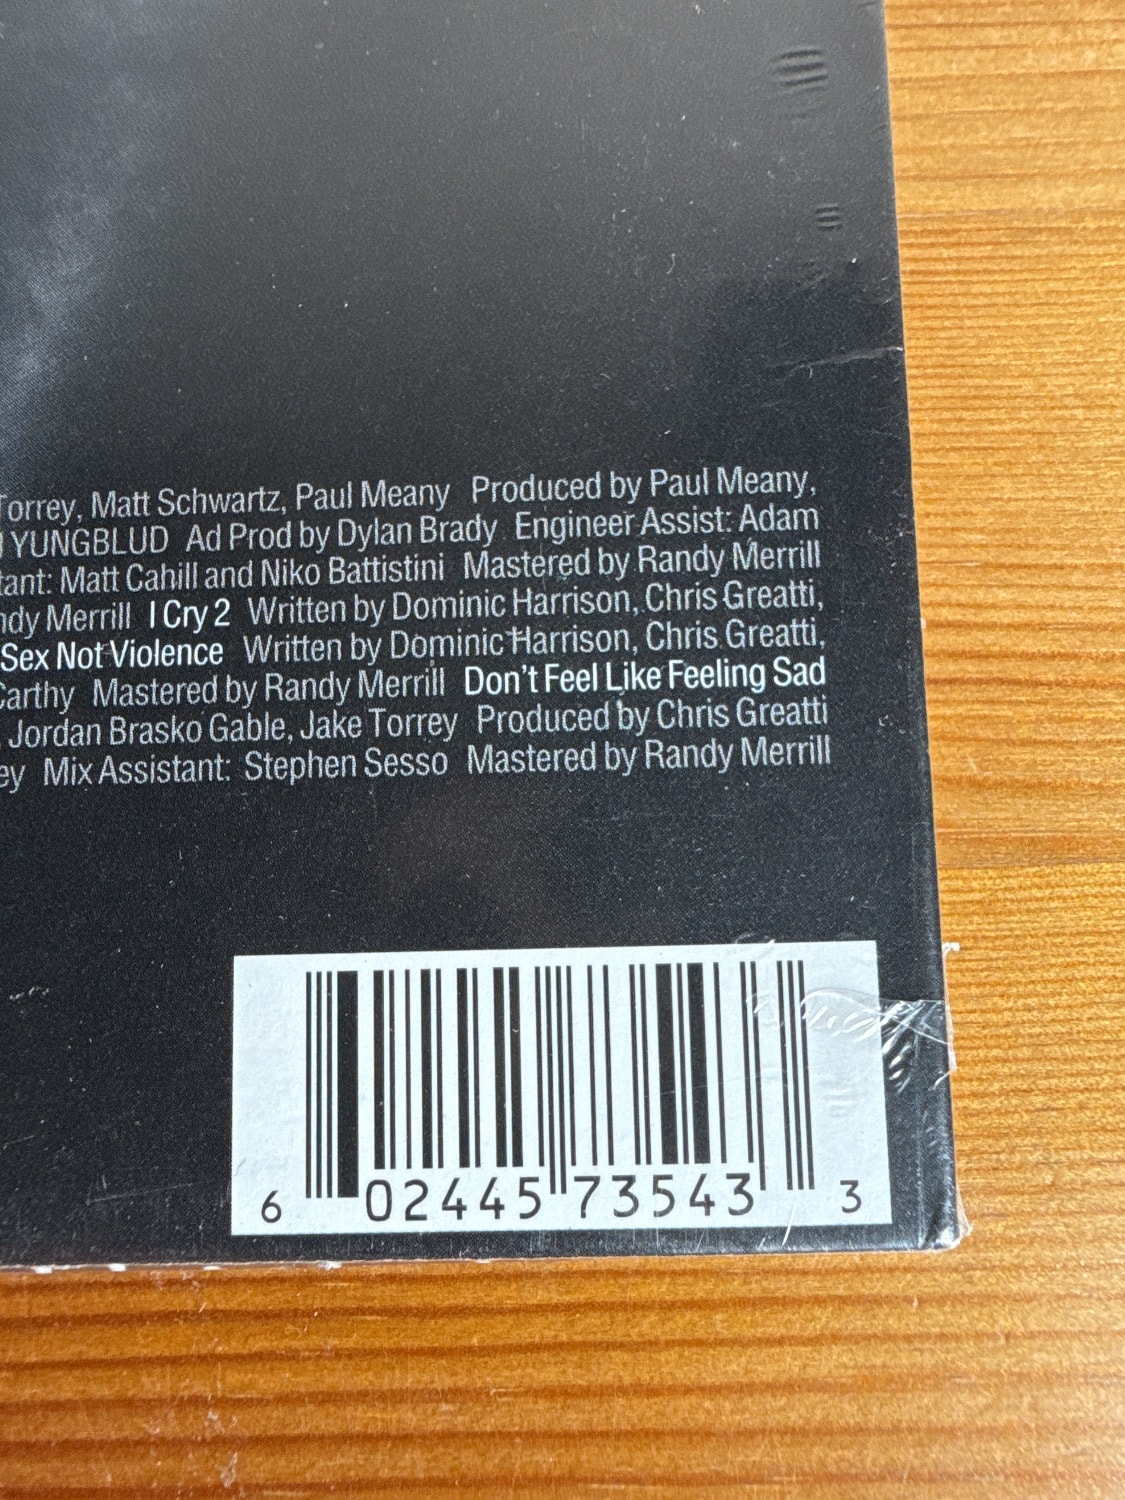 Torrey, Matt Schwartz, Paul Meany Produced by Paul Meany,
YUNGBLUD Ad Prod by Dylan Brady Engineer Assist: Adam
tant: Matt Cahill and Niko Battistini Mastered by Randy Merrill
ndy Merrill I Cry 2 Written by Dominic Harrison, Chris Greatti,
Sex Not Violence Written by Dominic Harrison, Chris Greatti,
Carthy Mastered by Randy Merrill Don't Feel Like Feeling Sad
, Jordan Brasko Gable, Jake Torrey Produced by Chris Greatti
ey Mix Assistant: Stephen Sesso Mastered by Randy Merrill
6 02445 73543 3